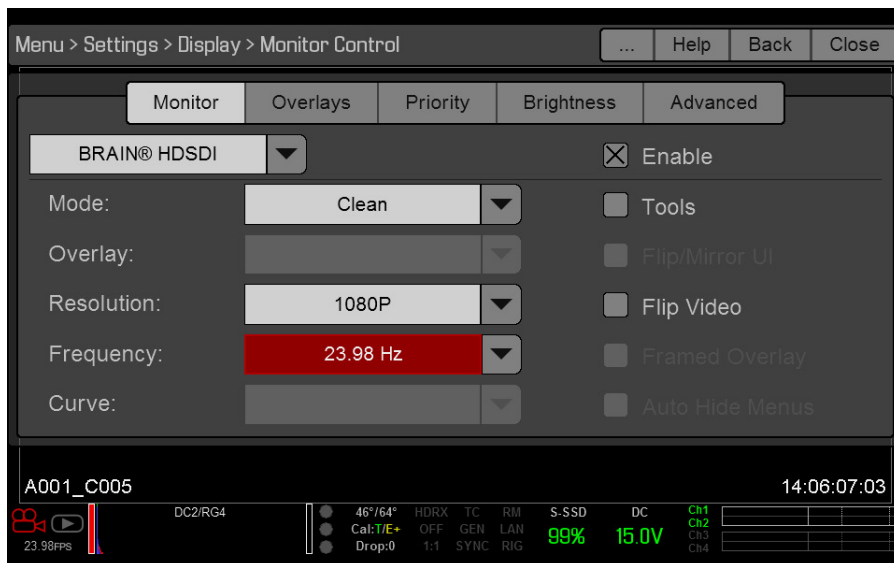 Menu > Settings > Display > Monitor Control ... Help Back Close
Monitor Overlays Priority Brightness Advanced
BRAIN® HDSDI Enable
Mode: Clean Tools
Overlay: Flip/Mirror UI
Resolution: 1080P Flip Video
Frequency: 23.98 Hz Framed Overlay
Curve: Auto Hide Menus
A001_C005 14:06:07:03
DC2/RG4 46°/64° HDRX TC RM S-SSD DC Ch1
Cal:T/E+ OFF GEN LAN 99% 15.0V Ch2
23.98FPS Drop:0 1:1 SYNC RIG Ch3
Ch4